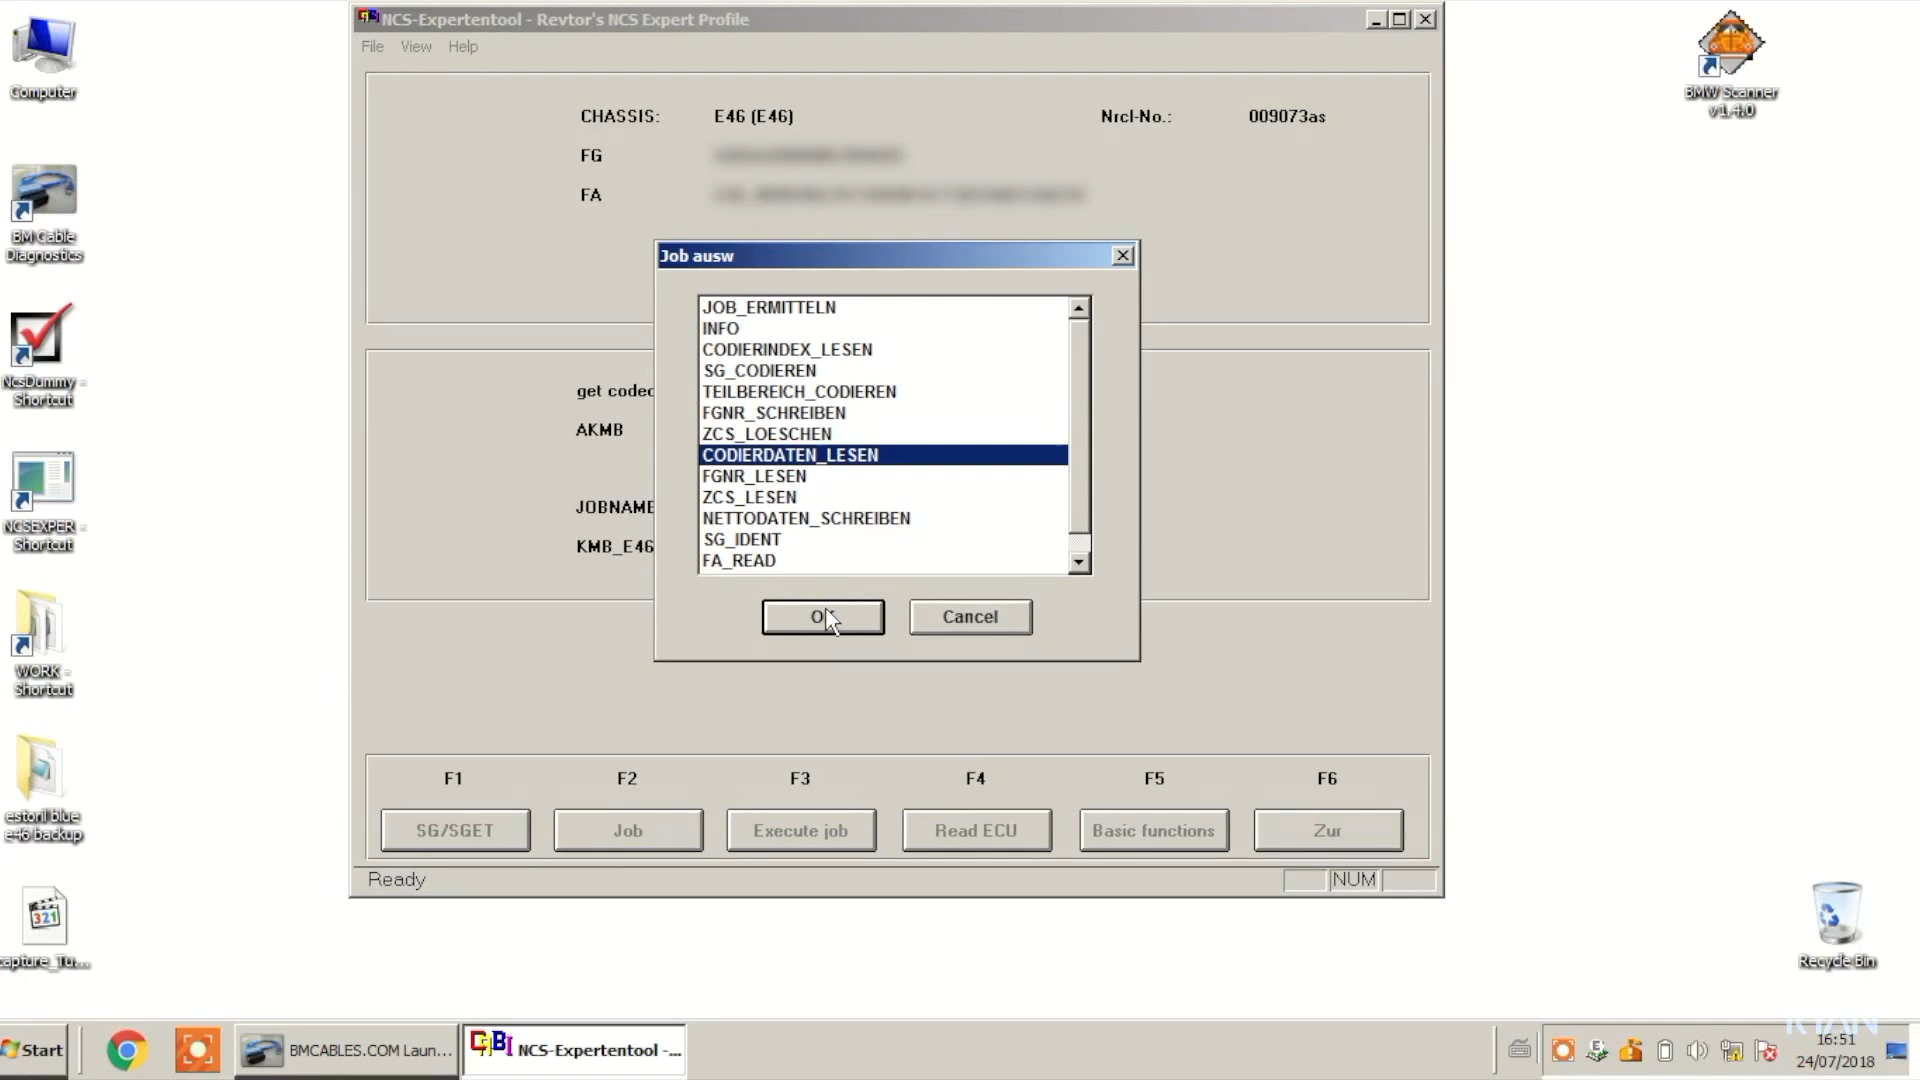 NCS-Expertentool - Revtor's NCS Expert Profile
File View Help
CHASSIS: E46 (E46) Nrcl-No.: 009073as
FG
FA
Job ausw
JOB_ERMITTELN
INFO
CODIERINDEX_LESEN
SG_CODIEREN
TEILBEREICH_CODIEREN
FGNR_SCHREIBEN
ZCS_LOESCHEN
CODIERDATEN_LESEN
FGNR_LESEN
ZCS_LESEN
NETTODATEN_SCHREIBEN
SG_IDENT
FA_READ
Cancel
AKMB
JOBNAME
KMB_E46
F1 F2 F3 F4 F5 F6
SG/SGET Job Execute job Read ECU Basic functions Zur
Ready NUM
Computer
BM Cable
Diagnostics
NcsDummy -
Shortcut
NCSEXPER -
Shortcut
WORK -
Shortcut
estoril blue
e46 backup
321
capture_Tu...
BMW Scanner
v1.4.0
Recycle Bin
Start
BMCABLES.COM Laun...
NCS-Expertentool -...
RYAN
16:51
24/07/2018